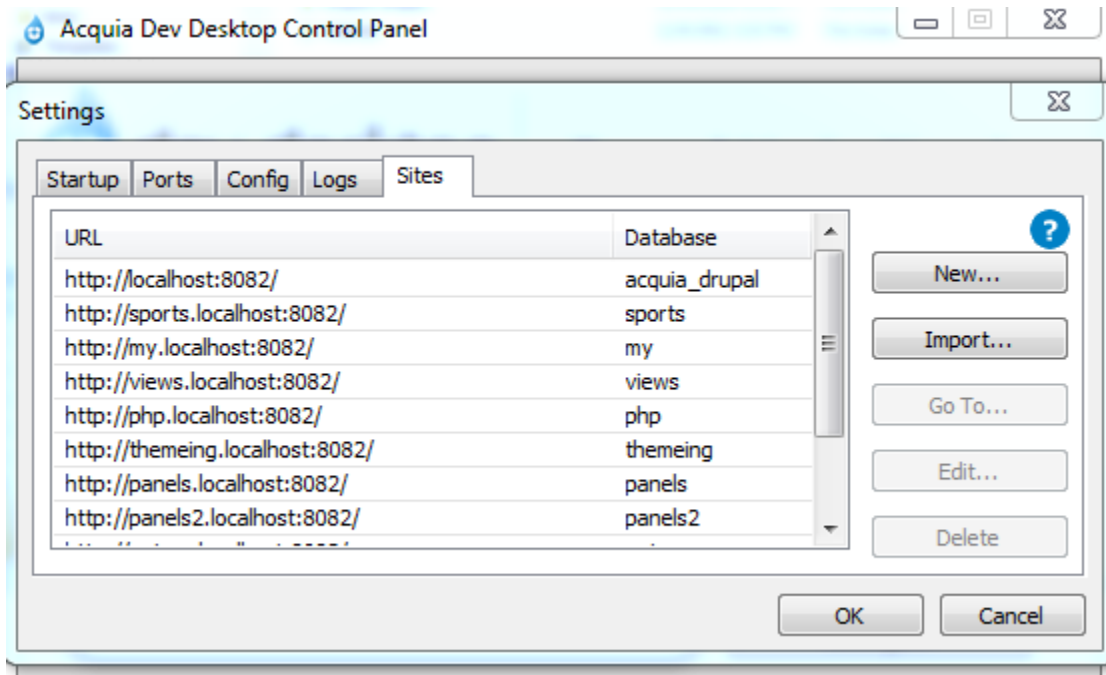 Acquia Dev Desktop Control Panel
Settings
Startup Ports Config Logs Sites
URL Database
http://localhost:8082/ acquia_drupal
http://sports.localhost:8082/ sports
http://my.localhost:8082/ my
http://views.localhost:8082/ views
http://php.localhost:8082/ php
http://themeing.localhost:8082/ themeing
http://panels.localhost:8082/ panels
http://panels2.localhost:8082/ panels2
?
New...
Import...
Go To...
Edit...
Delete
OK Cancel